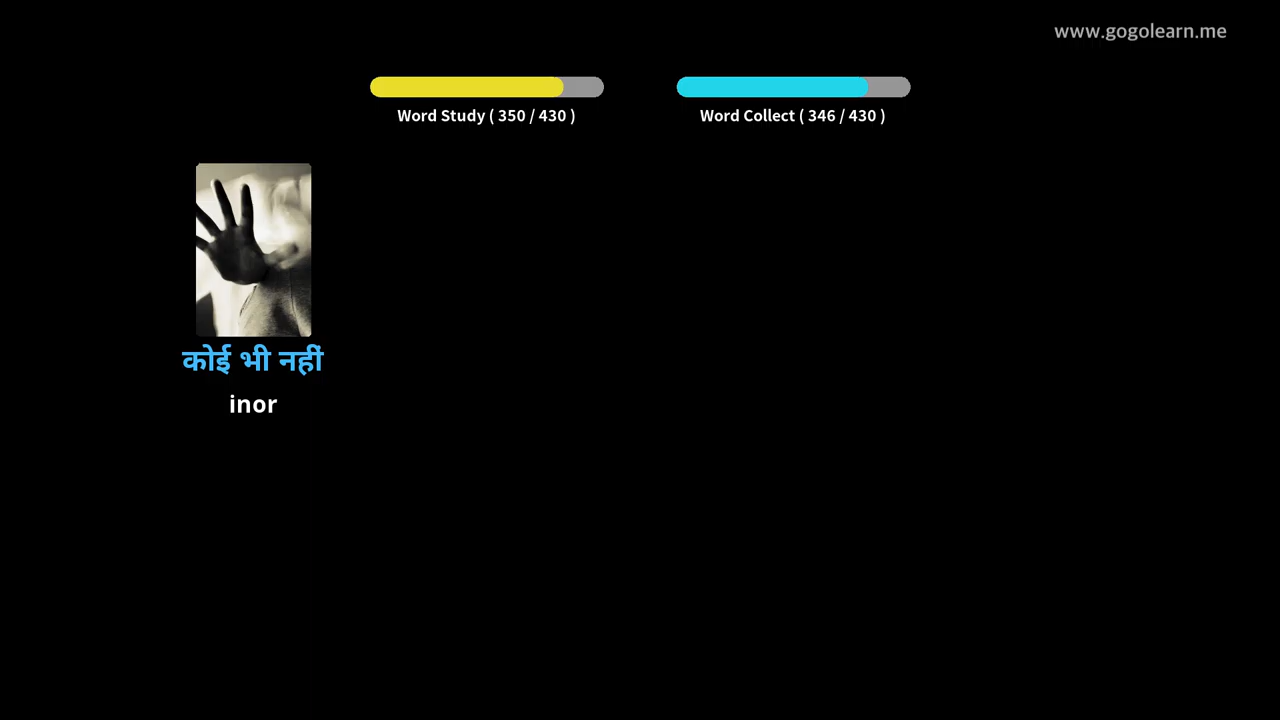 www.gogolearn.me
Word Study ( 350 / 430 )
Word Collect ( 346 / 430 )
कोई भी नहीं
inor